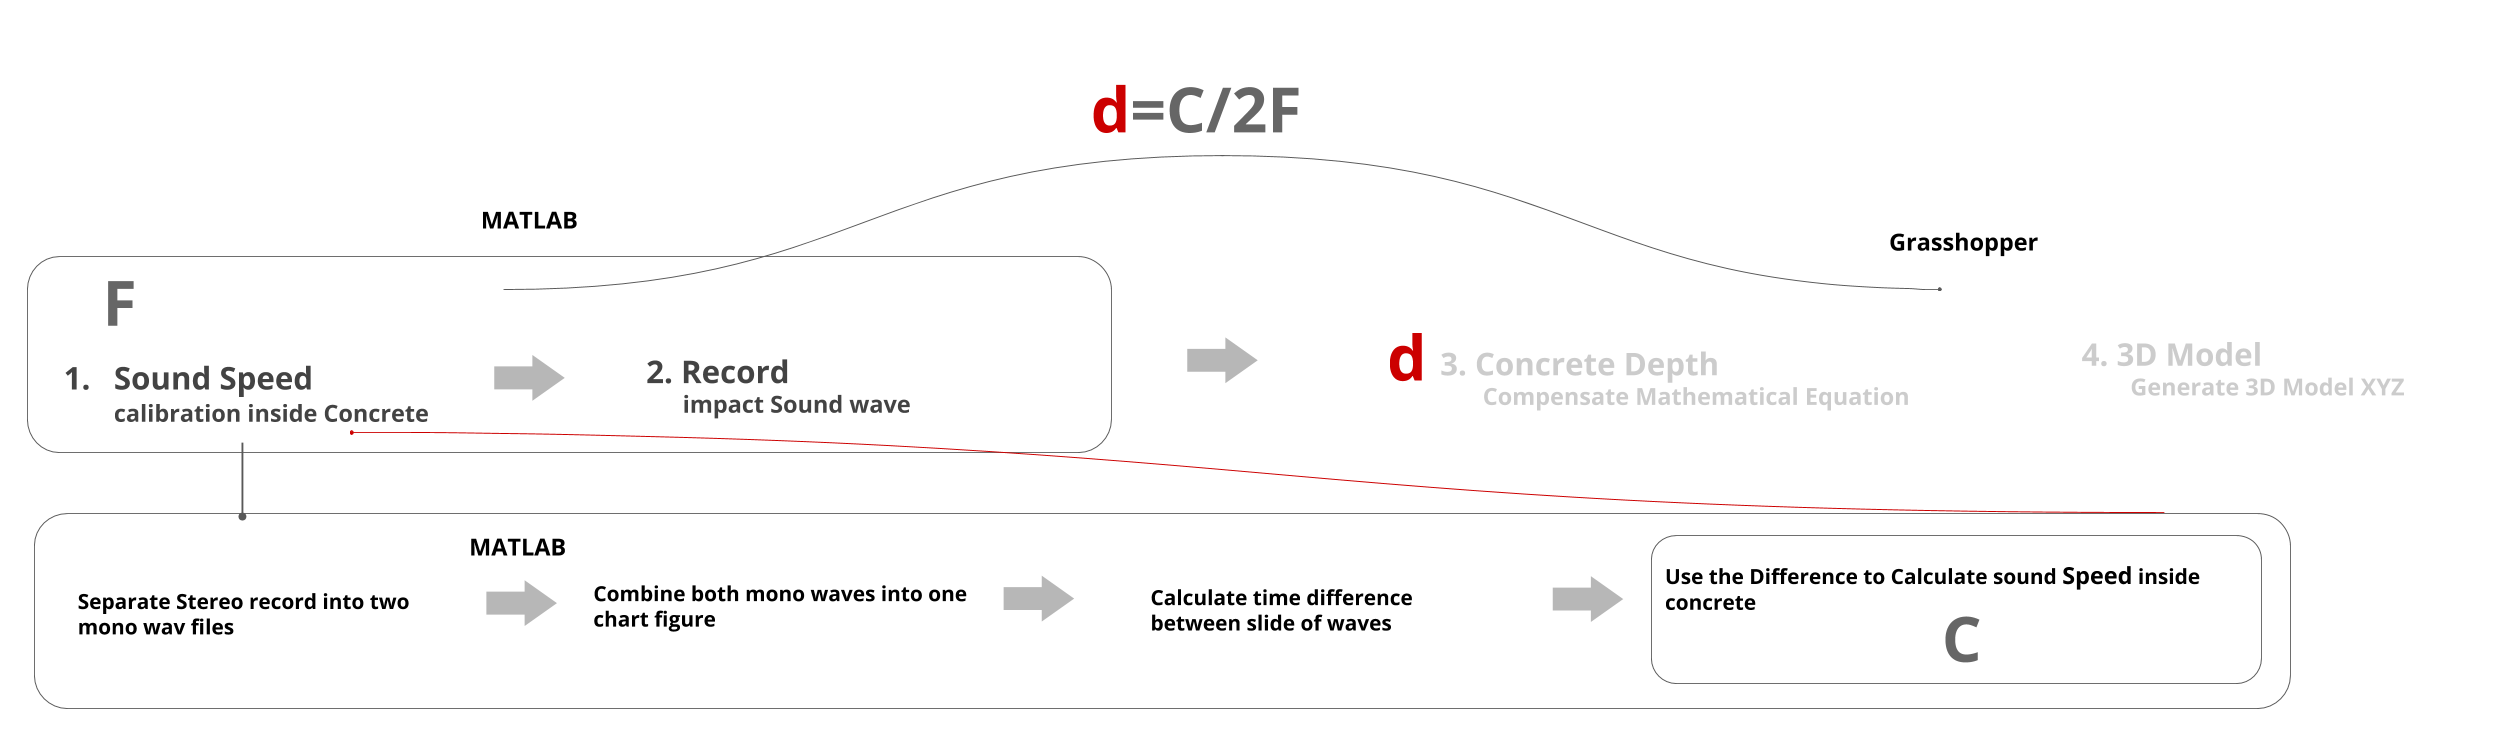 d=C/2F
MATLAB
Grasshopper
F
1. Sound Speed
calibration inside Concrete
2. Record
impact Sound wave
d 3. Concrete Depth
Compensate Mathematical Equation
4. 3D Model
Generate 3D Model XYZ
MATLAB
Separate Stereo record into two
mono wav files
Combine both mono waves into one
chart figure
Calculate time difference
between slide of waves
Use the Difference to Calculate sound Speed inside
concrete
C